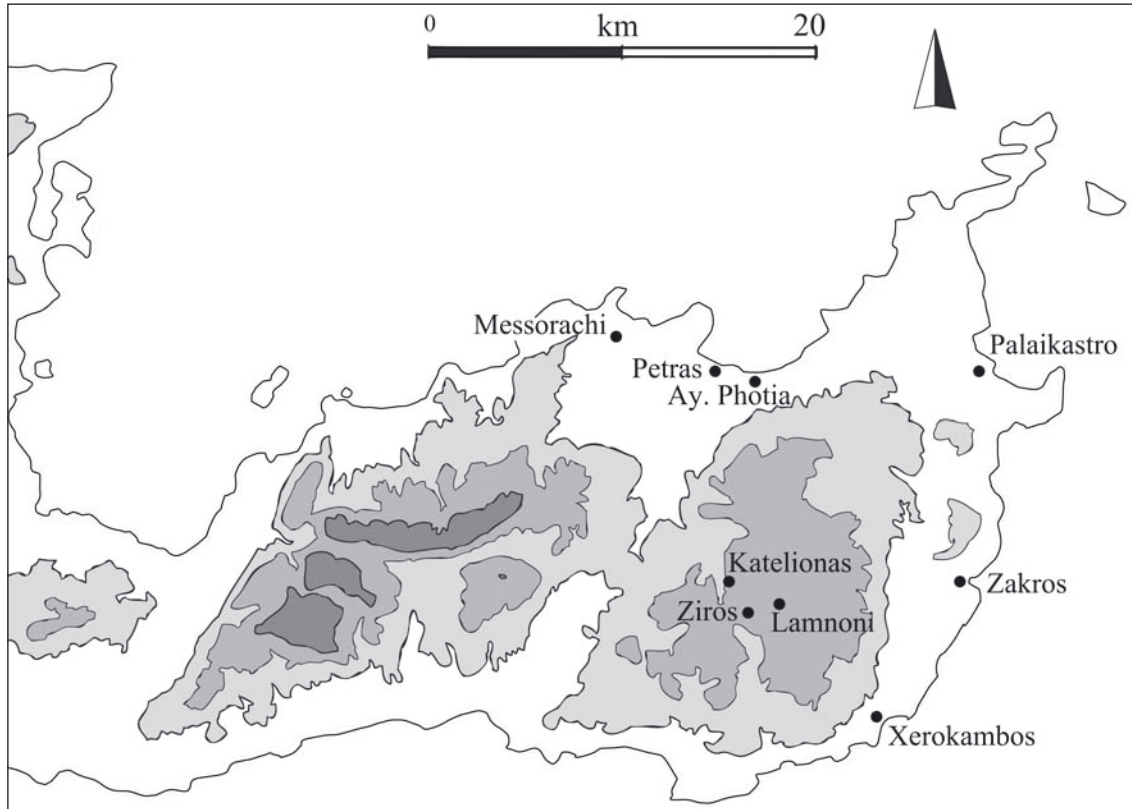 0 km 20
Messorachi
Petras
Palaikastro
Ay. Photia
Katelionas
Zakros
Ziros
Lamnoni
Xerokambos